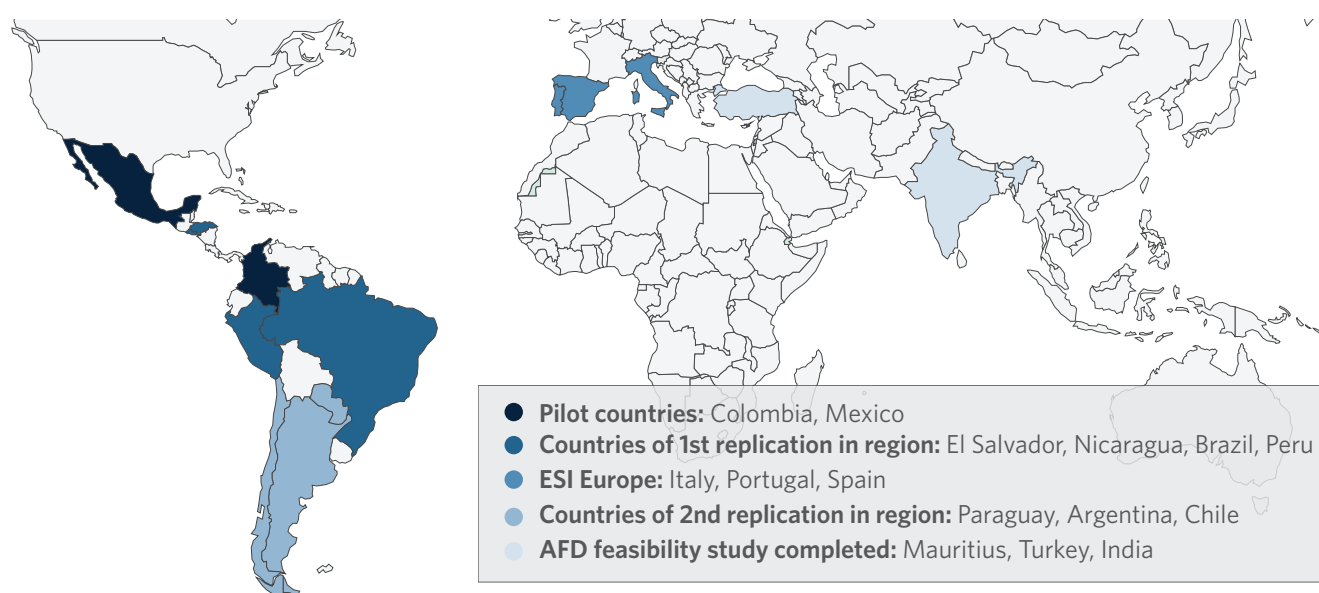 Pilot countries: Colombia, Mexico
Countries of 1st replication in region: El Salvador, Nicaragua, Brazil, Peru
ESI Europe: Italy, Portugal, Spain
Countries of 2nd replication in region: Paraguay, Argentina, Chile
AFD feasibility study completed: Mauritius, Turkey, India